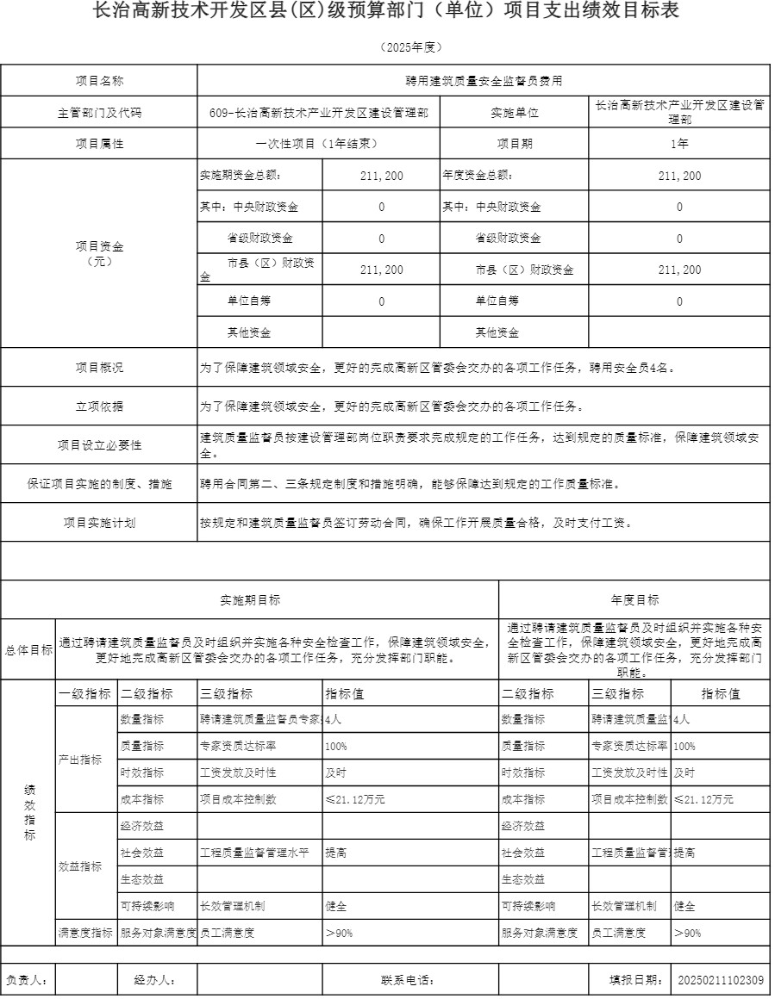 长治高新技术开发区县(区)级预算部门（单位）项目支出绩效目标表
（2025年度）
项目名称 聘用建筑质量安全监督员费用
主管部门及代码 609-长治高新技术产业开发区建设管理部 实施单位 长治高新技术产业开发区建设管
理部
项目属性 一次性项目（1年结束） 项目期 1年
项目资金
（元）
实施期资金总额： 211,200 年度资金总额： 211,200
其中：中央财政资金 0 其中：中央财政资金 0
省级财政资金 0 省级财政资金 0
市县（区）财政资
金 211,200 市县（区）财政资金 211,200
单位自筹 0 单位自筹 0
其他资金 其他资金
项目概况 为了保障建筑领域安全，更好的完成高新区管委会交办的各项工作任务，聘用安全员4名。
立项依据 为了保障建筑领域安全，更好的完成高新区管委会交办的各项工作任务。
项目设立必要性 建筑质量监督员按建设管理部岗位职责要求完成规定的工作任务，达到规定的质量标准，保障建筑领域安
全。
保证项目实施的制度、措施 聘用合同第二、三条规定制度和措施明确，能够保障达到规定的工作质量标准。
项目实施计划 按规定和建筑质量监督员签订劳动合同，确保工作开展质量合格，及时支付工资。
实施期目标 年度目标
总体目标
通过聘请建筑质量监督员及时组织并实施各种安全检查工作，保障建筑领域安全，
更好地完成高新区管委会交办的各项工作任务，充分发挥部门职能。
通过聘请建筑质量监督员及时组织并实施各种安
全检查工作，保障建筑领域安全，更好地完成高
新区管委会交办的各项工作任务，充分发挥部门
职能。
绩
效
指
标
一级指标 二级指标 三级指标 指标值 二级指标 三级指标 指标值
产出指标
数量指标 聘请建筑质量监督员专家 4人 数量指标 聘请建筑质量监 4人
质量指标 专家资质达标率 100% 质量指标 专家资质达标率 100%
时效指标 工资发放及时性 及时 时效指标 工资发放及时性 及时
成本指标 项目成本控制数 ≤21.12万元 成本指标 项目成本控制数 ≤21.12万元
效益指标
经济效益 经济效益
社会效益 工程质量监督管理水平 提高 社会效益 工程质量监督管 提高
生态效益 生态效益
可持续影响 长效管理机制 健全 可持续影响 长效管理机制 健全
满意度指标 服务对象满意度 员工满意度 ＞90% 服务对象满意度 员工满意度 ＞90%
负责人： 经办人： 联系电话： 填报日期： 20250211102309